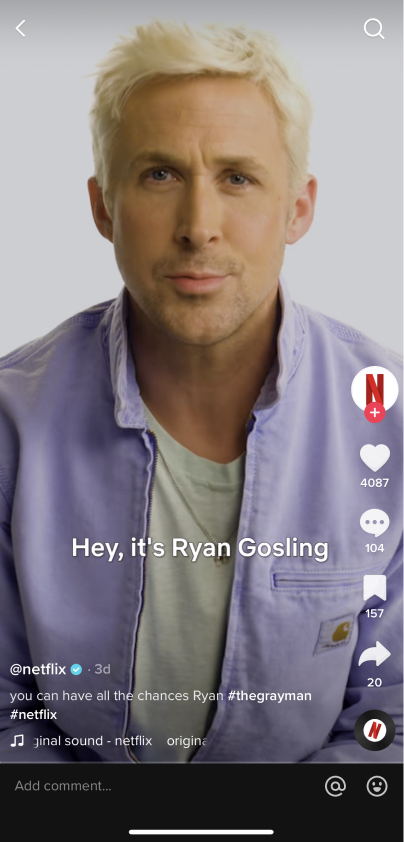 N
4087
Hey, it's Ryan Gosling
104
157
@netflix · 3d
you can have all the chances Ryan #thegrayman
#netflix
20
ginal sound - netflix origina
N
Add comment...